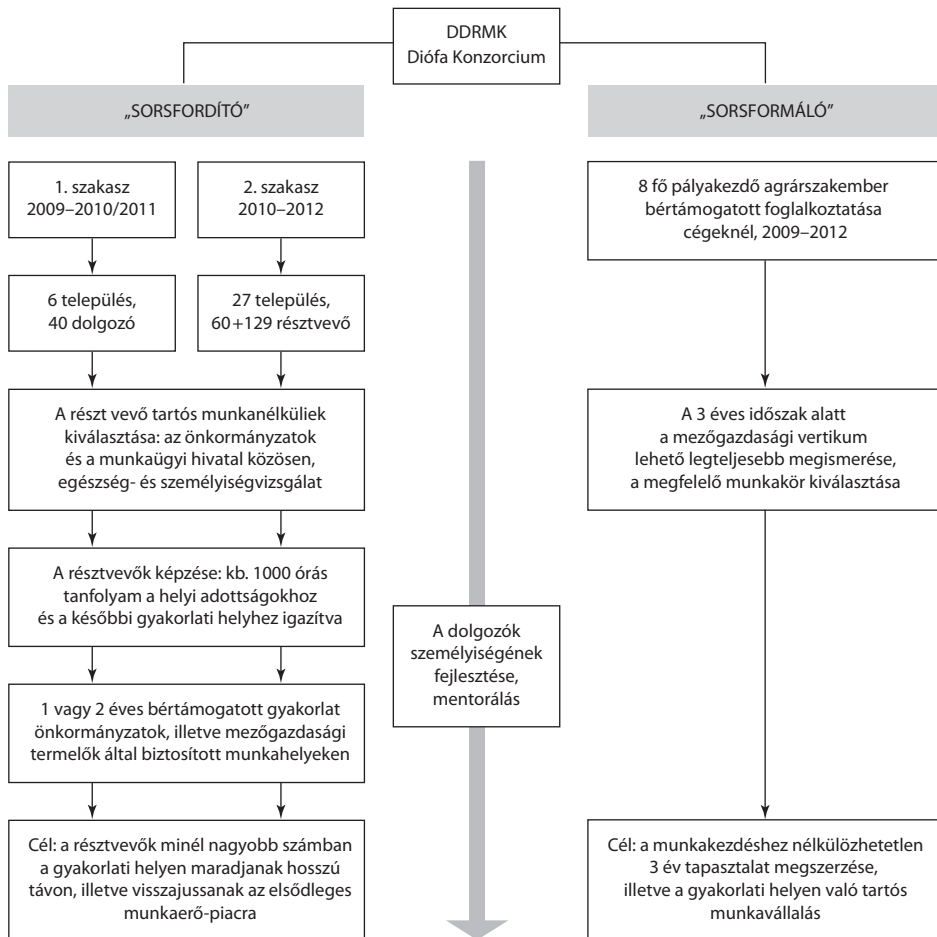 DDRMK
Diófa Konzorcium
„SORSFORDÍTÓ”
1. szakasz
2009–2010/2011
2. szakasz
2010–2012
6 település,
40 dolgozó
27 település,
60+129 résztvevő
A részt vevő tartós munkanélküliek
kiválasztása: az önkormányzatok
és a munkaügyi hivatal közösen,
egészség- és személyiségvizsgálat
A résztvevők képzése: kb. 1000 órás
tanfolyam a helyi adottságokhoz
és a későbbi gyakorlati helyhez igazítva
1 vagy 2 éves bértámogatott gyakorlat
önkormányzatok, illetve mezőgazdasági
termelők által biztosított munkahelyeken
Cél: a résztvevők minél nagyobb számban
a gyakorlati helyen maradjanak hosszú
távon, illetve visszajussanak az elsődleges
munkaerő-piacra
A dolgozók
személyiségének
fejlesztése,
mentorálás
„SORSFORMÁLÓ”
8 fő pályakezdő agrárszakember
bértámogatott foglalkoztatása
cégeknél, 2009–2012
A 3 éves időszak alatt
a mezőgazdasági vertikum
lehető legteljesebb megismerése,
a megfelelő munkakör kiválasztása
Cél: a munkakezdéshez nélkülözhetetlen
3 év tapasztalat megszerzése,
illetve a gyakorlati helyen való tartós
munkavállalás